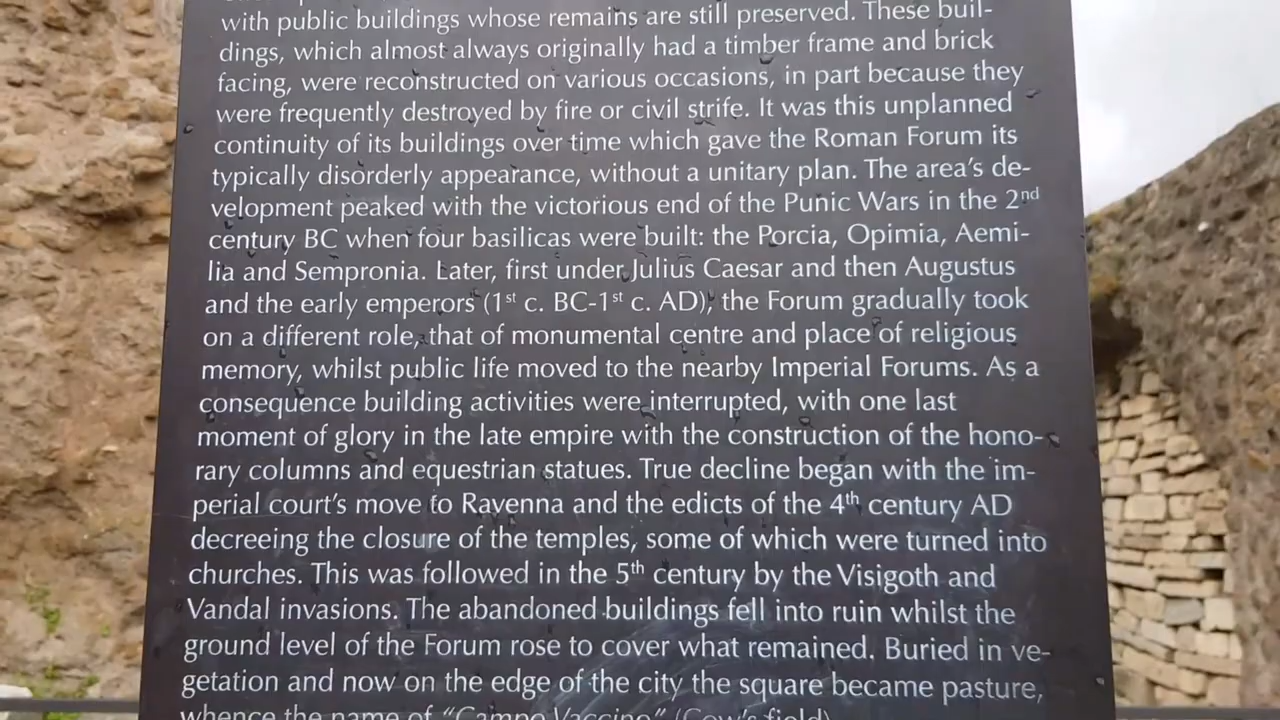 with public buildings whose remains are still preserved. These buil-
dings, which almost always originally had a timber frame and brick
facing, were reconstructed on various occasions, in part because they
were frequently destroyed by fire or civil strife. It was this unplanned
continuity of its buildings over time which gave the Roman Forum its
typically disorderly appearance, without a unitary plan. The area's de-
velopment peaked with the victorious end of the Punic Wars in the 2nd
century BC when four basilicas were built: the Porcia, Opimia, Aemi-
lia and Sempronia. Later, first under Julius Caesar and then Augustus
and the early emperors (1st c. BC-1st c. AD), the Forum gradually took
on a different role, that of monumental centre and place of religious
memory, whilst public life moved to the nearby Imperial Forums. As a
consequence building activities were interrupted, with one last
moment of glory in the late empire with the construction of the hono-
rary columns and equestrian statues. True decline began with the im-
perial court's move to Ravenna and the edicts of the 4th century AD
decreeing the closure of the temples, some of which were turned into
churches. This was followed in the 5th century by the Visigoth and
Vandal invasions. The abandoned buildings fell into ruin whilst the
ground level of the Forum rose to cover what remained. Buried in ve-
getation and now on the edge of the city the square became pasture,
whence the name of "Campo Vaccino" (Cow's field)